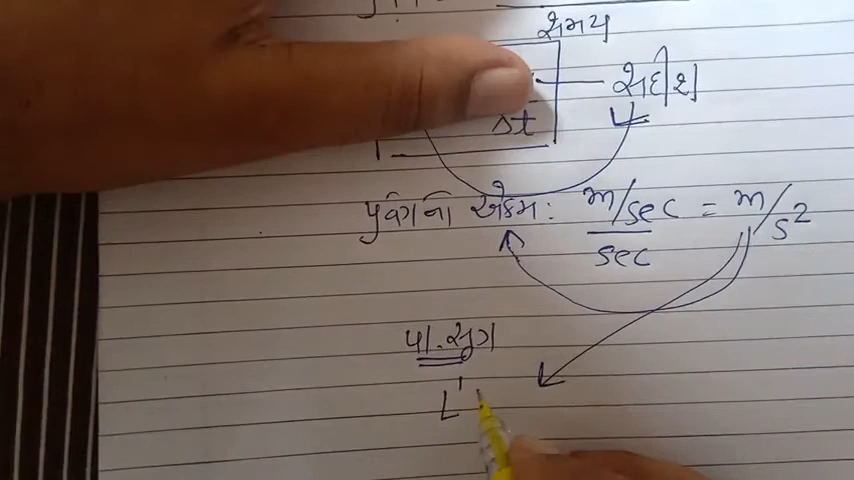 સમય
સદીશ
Δt
પ્રવેગનો એકમ: m/sec/sec = m/s²
પા.સુત્ર
L'